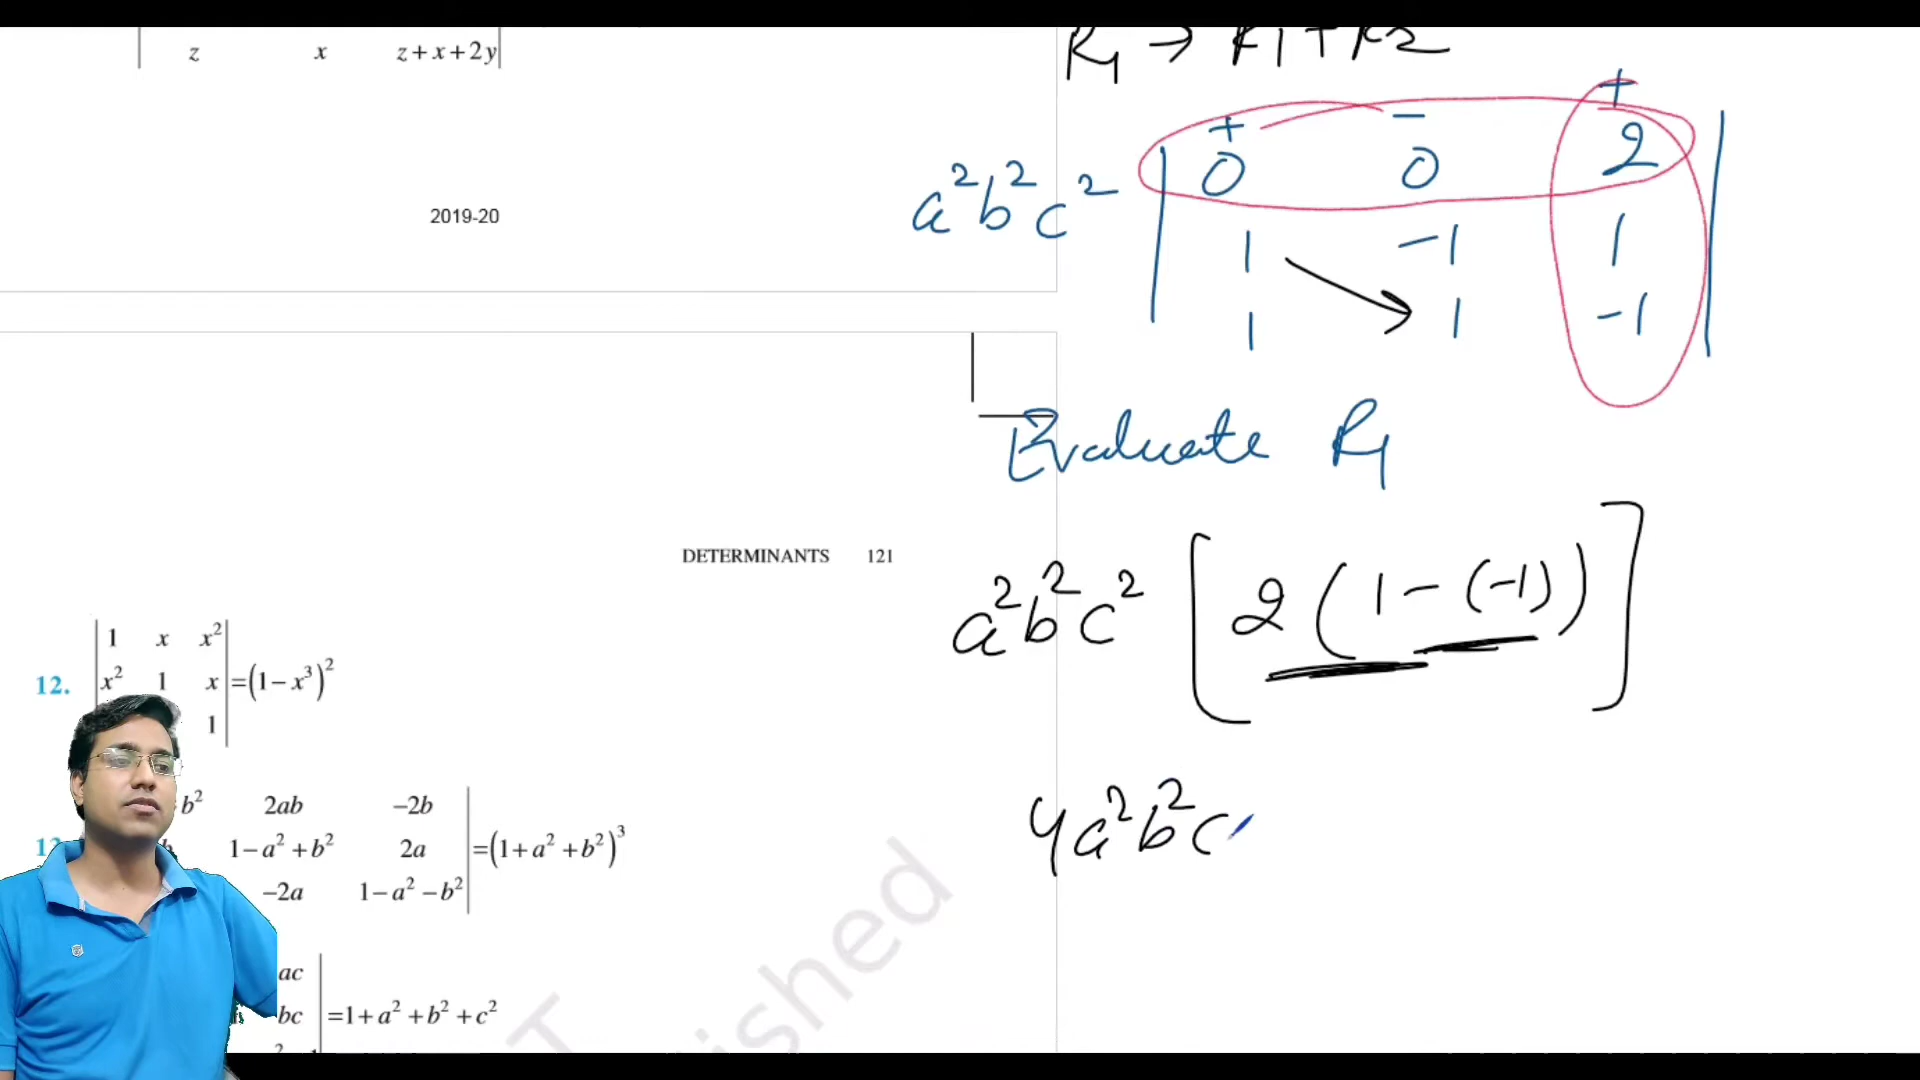 z x z+x+2y
2019-20
R₁ → R1+R2
+ − +
a²b²c² | 0 0 2 |
1 -1 1
1 1 -1
Evaluate R₁
a²b²c² [2(1-(-1))]
4a²b²c
DETERMINANTS 121
1 x x²
12. x² 1 x =(1−x³)²
1
b² 2ab −2b
1−a²+b² 2a =(1+a²+b²)³
−2a 1−a²−b²
ac
bc =1+a²+b²+c²
ished